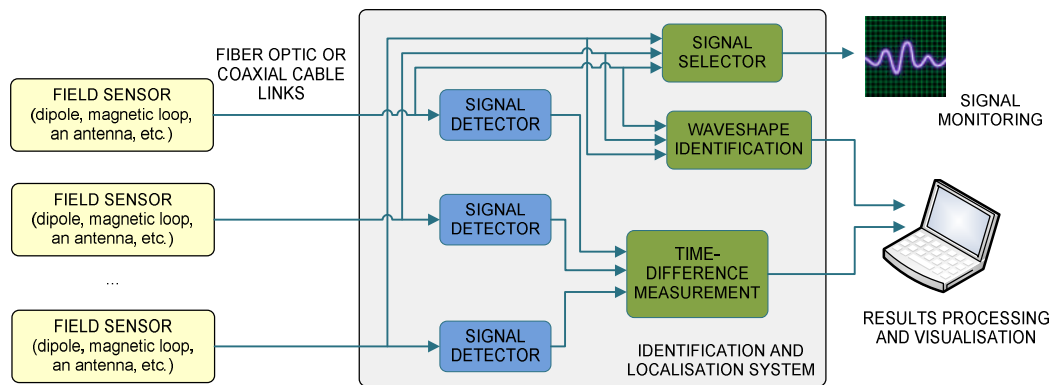 FIELD SENSOR
(dipole, magnetic loop,
an antenna, etc.)
FIELD SENSOR
(dipole, magnetic loop,
an antenna, etc.)
...
FIELD SENSOR
(dipole, magnetic loop,
an antenna, etc.)
FIBER OPTIC OR
COAXIAL CABLE
LINKS
SIGNAL
DETECTOR
SIGNAL
DETECTOR
SIGNAL
DETECTOR
SIGNAL
SELECTOR
WAVESHAPE
IDENTIFICATION
TIME-
DIFFERENCE
MEASUREMENT
IDENTIFICATION AND
LOCALISATION SYSTEM
SIGNAL
MONITORING
RESULTS PROCESSING
AND VISUALISATION